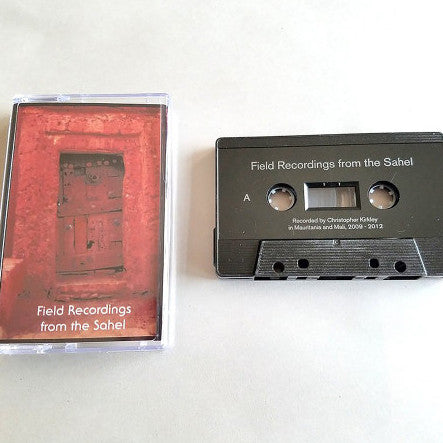 Field Recordings
from the Sahel
Field Recordings from the Sahel
A
Recorded by Christopher Kirkley
in Mauritania and Mali, 2009 - 2012